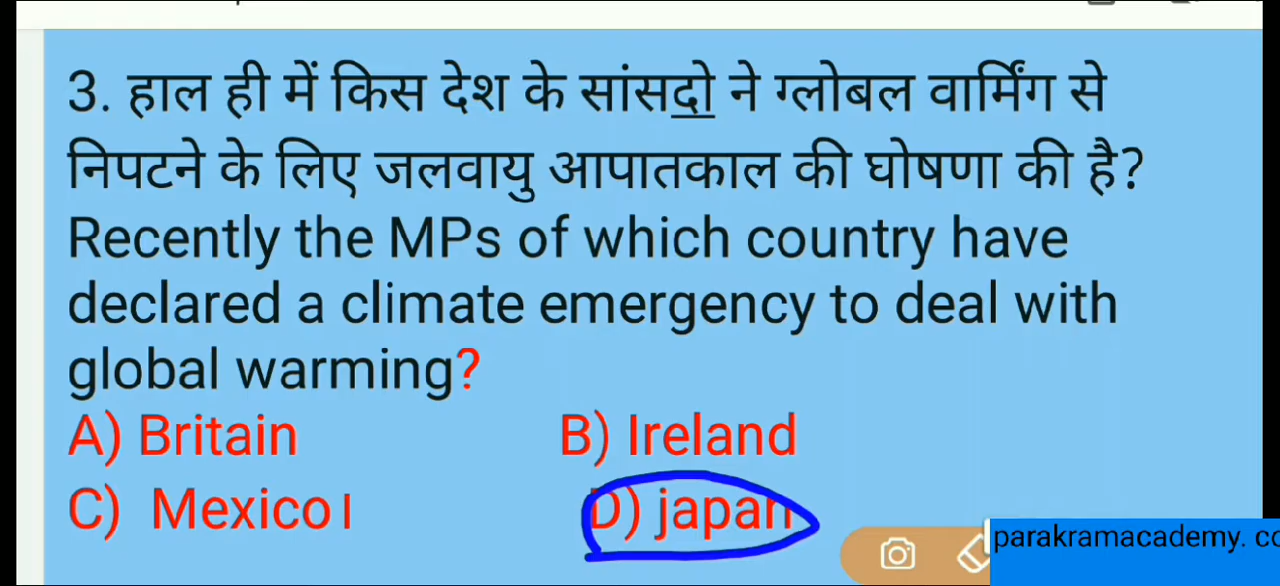 3. हाल ही में किस देश के सांसदो ने ग्लोबल वार्मिंग से
निपटने के लिए जलवायु आपातकाल की घोषणा की है?
Recently the MPs of which country have
declared a climate emergency to deal with
global warming?
A) Britain B) Ireland
C) Mexico। D) japan
parakramacademy. co